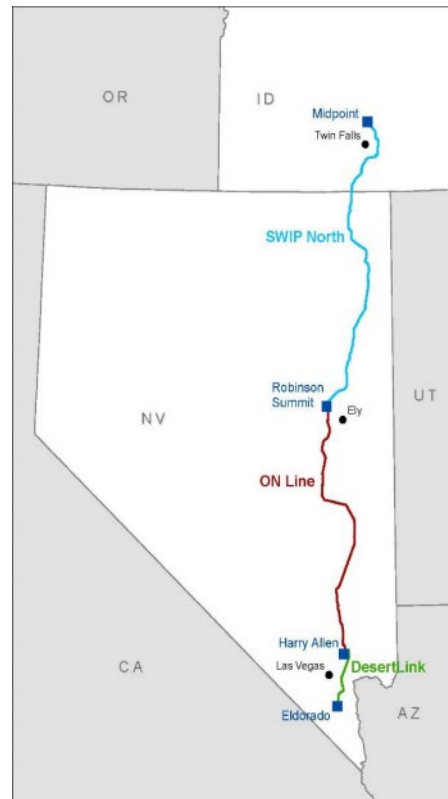 OR
ID
Midpoint
Twin Falls
SWIP North
Robinson
Summit
Ely
UT
NV
ON Line
Harry Allen
Las Vegas
DesertLink
CA
Eldorado
AZ